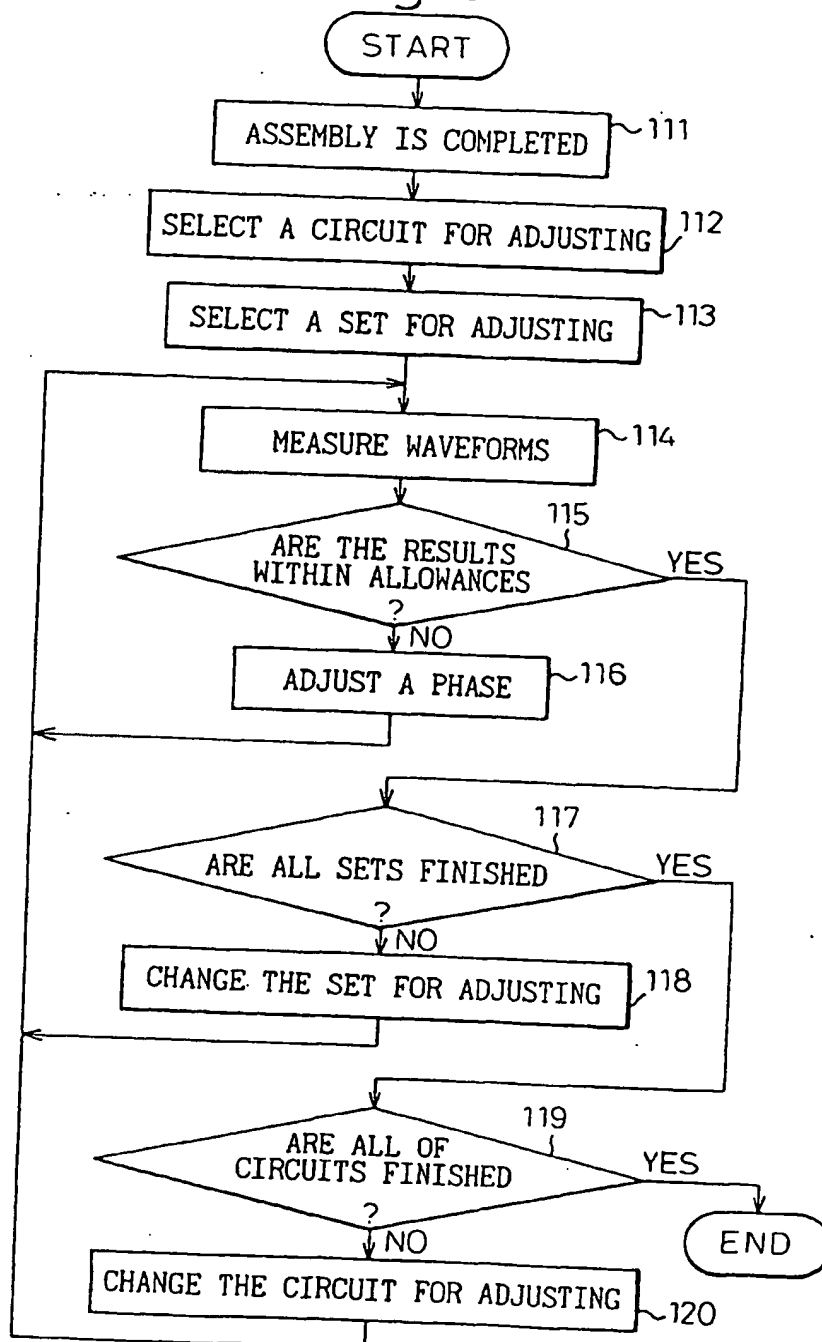 START
ASSEMBLY IS COMPLETED
111
SELECT A CIRCUIT FOR ADJUSTING
112
SELECT A SET FOR ADJUSTING
113
MEASURE WAVEFORMS
114
115
ARE THE RESULTS
WITHIN ALLOWANCES
?
YES
NO
ADJUST A PHASE
116
117
ARE ALL SETS FINISHED
?
YES
NO
CHANGE THE SET FOR ADJUSTING
118
119
ARE ALL OF
CIRCUITS FINISHED
?
YES
NO
END
CHANGE THE CIRCUIT FOR ADJUSTING
120